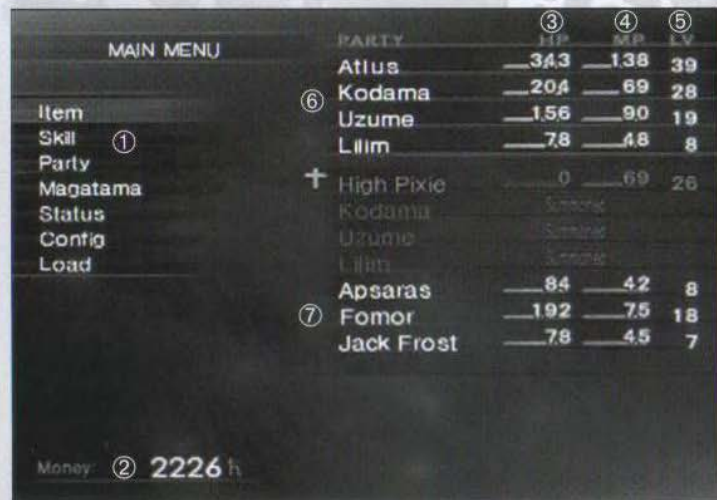 MAIN MENU
① Item
Skill
Party
Magatama
Status
Config
Load
Money: ② 2226 h
③ ④ ⑤
PARTY HP MP LV
Atlus 343 138 39
⑥ Kodama 204 69 28
Uzume 156 90 19
Lilim 78 48 8
High Pixie 0 69 26
Kodama Summoned
Uzume Summoned
Lilim Summoned
Apsaras 84 42 8
⑦ Fomor 192 75 18
Jack Frost 78 45 7